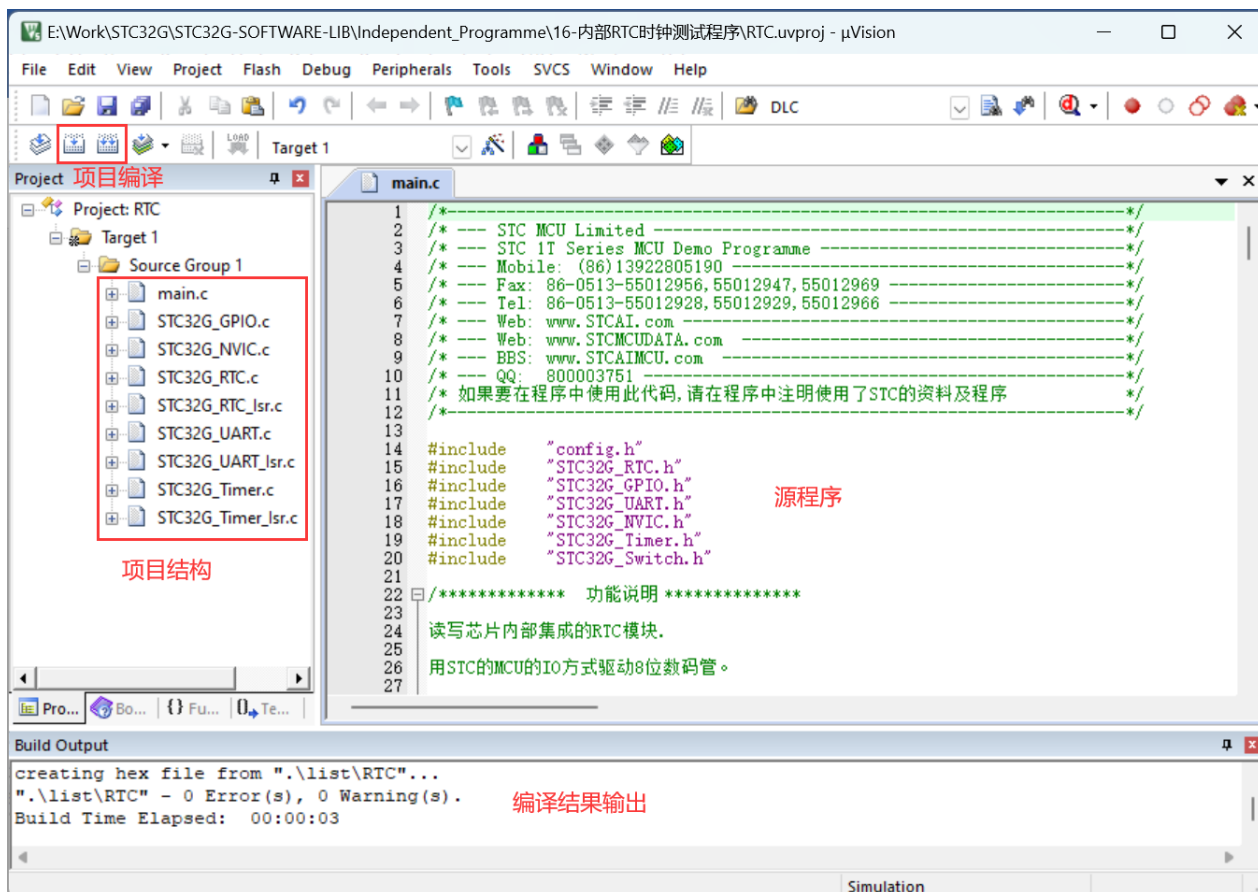 E:\Work\STC32G\STC32G-SOFTWARE-LIB\Independent_Programme\16-内部RTC时钟测试程序\RTC.uvproj - µVision
File Edit View Project Flash Debug Peripherals Tools SVCS Window Help
DLC
LOAD
Target 1
Project 项目编译
Project: RTC
Target 1
Source Group 1
main.c
STC32G_GPIO.c
STC32G_NVIC.c
STC32G_RTC.c
STC32G_RTC_Isr.c
STC32G_UART.c
STC32G_UART_Isr.c
STC32G_Timer.c
STC32G_Timer_Isr.c
项目结构
Pro... Bo... {} Fu... Te...
main.c
1 /*---------------------------------------------------------------------*/
2 /* --- STC MCU Limited ------------------------------------------------*/
3 /* --- STC 1T Series MCU Demo Programme -------------------------------*/
4 /* --- Mobile: (86)13922805190 ----------------------------------------*/
5 /* --- Fax: 86-0513-55012956,55012947,55012969 ------------------------*/
6 /* --- Tel: 86-0513-55012928,55012929,55012966 ------------------------*/
7 /* --- Web: www.STCAI.com ---------------------------------------------*/
8 /* --- Web: www.STCMCUDATA.com  ---------------------------------------*/
9 /* --- BBS: www.STCAIMCU.com  -----------------------------------------*/
10 /* --- QQ:  800003751 -------------------------------------------------*/
11 /* 如果要在程序中使用此代码,请在程序中注明使用了STC的资料及程序 */
12 /*---------------------------------------------------------------------*/
13
14 #include "config.h"
15 #include "STC32G_RTC.h"
16 #include "STC32G_GPIO.h"
17 #include "STC32G_UART.h"
18 #include "STC32G_NVIC.h"
19 #include "STC32G_Timer.h"
20 #include "STC32G_Switch.h"
21
22 /************* 功能说明 **************
23
24 读写芯片内部集成的RTC模块.
25
26 用STC的MCU的IO方式驱动8位数码管。
27
源程序
Build Output
creating hex file from ".\list\RTC"...
".\list\RTC" - 0 Error(s), 0 Warning(s).
Build Time Elapsed:  00:00:03
编译结果输出
Simulation